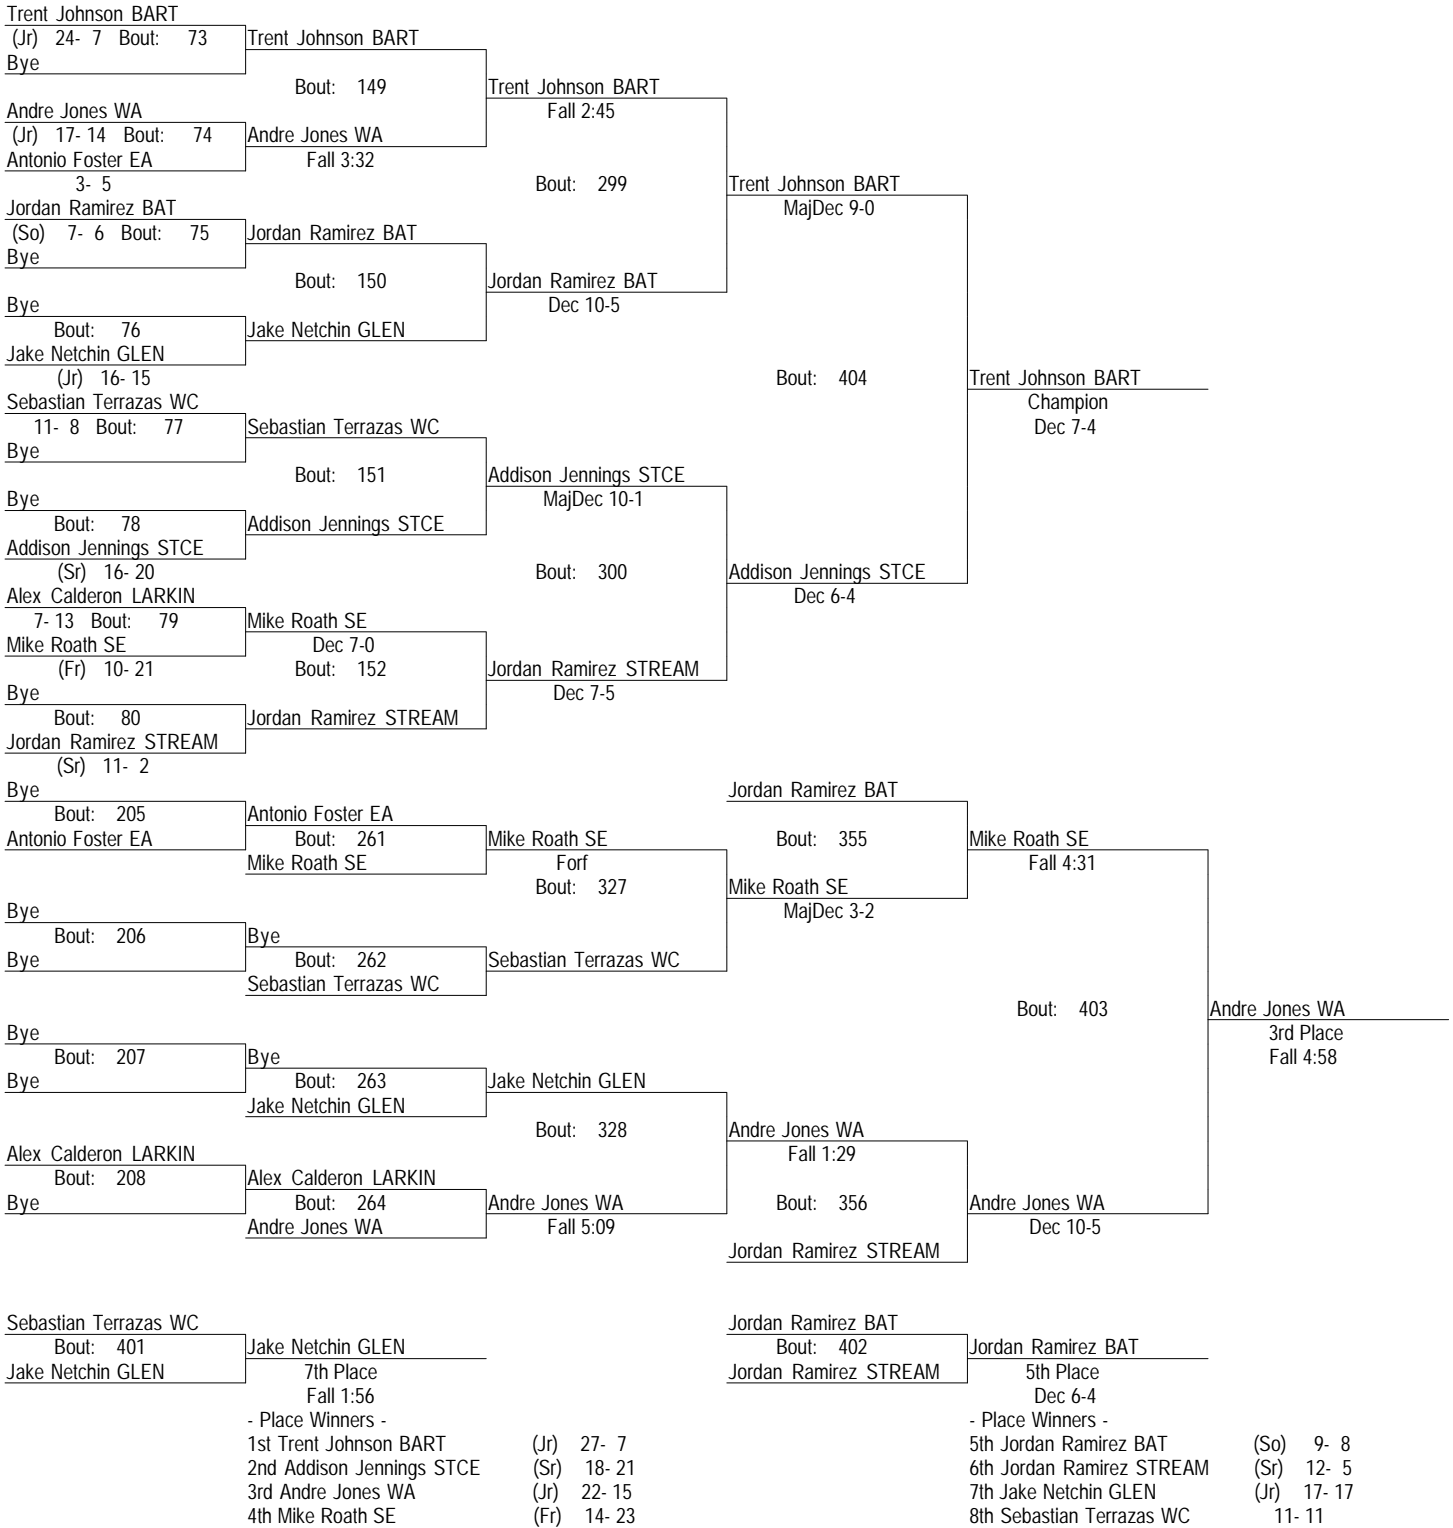 Trent Johnson BART
(Jr) 24- 7 Bout: 73 Trent Johnson BART
Bye
Bout: 149 Trent Johnson BART
Andre Jones WA Fall 2:45
(Jr) 17- 14 Bout: 74 Andre Jones WA
Antonio Foster EA Fall 3:32
3- 5 Bout: 299 Trent Johnson BART
Jordan Ramirez BAT MajDec 9-0
(So) 7- 6 Bout: 75 Jordan Ramirez BAT
Bye
Bout: 150 Jordan Ramirez BAT
Bye Dec 10-5
Bout: 76 Jake Netchin GLEN
Jake Netchin GLEN
(Jr) 16- 15 Bout: 404 Trent Johnson BART
Sebastian Terrazas WC Champion
11- 8 Bout: 77 Sebastian Terrazas WC Dec 7-4
Bye
Bout: 151 Addison Jennings STCE
Bye MajDec 10-1
Bout: 78 Addison Jennings STCE
Addison Jennings STCE
(Sr) 16- 20 Bout: 300 Addison Jennings STCE
Alex Calderon LARKIN Dec 6-4
7- 13 Bout: 79 Mike Roath SE
Mike Roath SE Dec 7-0
(Fr) 10- 21 Bout: 152 Jordan Ramirez STREAM
Bye Dec 7-5
Bout: 80 Jordan Ramirez STREAM
Jordan Ramirez STREAM
(Sr) 11- 2
Bye Jordan Ramirez BAT
Bout: 205 Antonio Foster EA
Antonio Foster EA Bout: 261 Mike Roath SE Bout: 355 Mike Roath SE
Mike Roath SE Forf Fall 4:31
Bout: 327 Mike Roath SE
Bye MajDec 3-2
Bout: 206 Bye
Bye Bout: 262 Sebastian Terrazas WC
Sebastian Terrazas WC
Bout: 403 Andre Jones WA
Bye 3rd Place
Bout: 207 Bye Fall 4:58
Bye Bout: 263 Jake Netchin GLEN
Jake Netchin GLEN
Bout: 328 Andre Jones WA
Alex Calderon LARKIN Fall 1:29
Bout: 208 Alex Calderon LARKIN
Bye Bout: 264 Andre Jones WA Bout: 356 Andre Jones WA
Andre Jones WA Fall 5:09 Dec 10-5
Jordan Ramirez STREAM
Sebastian Terrazas WC Jordan Ramirez BAT
Bout: 401 Jake Netchin GLEN Bout: 402 Jordan Ramirez BAT
Jake Netchin GLEN 7th Place Jordan Ramirez STREAM 5th Place
Fall 1:56 Dec 6-4
- Place Winners - - Place Winners -
1st Trent Johnson BART (Jr) 27- 7 5th Jordan Ramirez BAT (So) 9- 8
2nd Addison Jennings STCE (Sr) 18- 21 6th Jordan Ramirez STREAM (Sr) 12- 5
3rd Andre Jones WA (Jr) 22- 15 7th Jake Netchin GLEN (Jr) 17- 17
4th Mike Roath SE (Fr) 14- 23 8th Sebastian Terrazas WC 11- 11